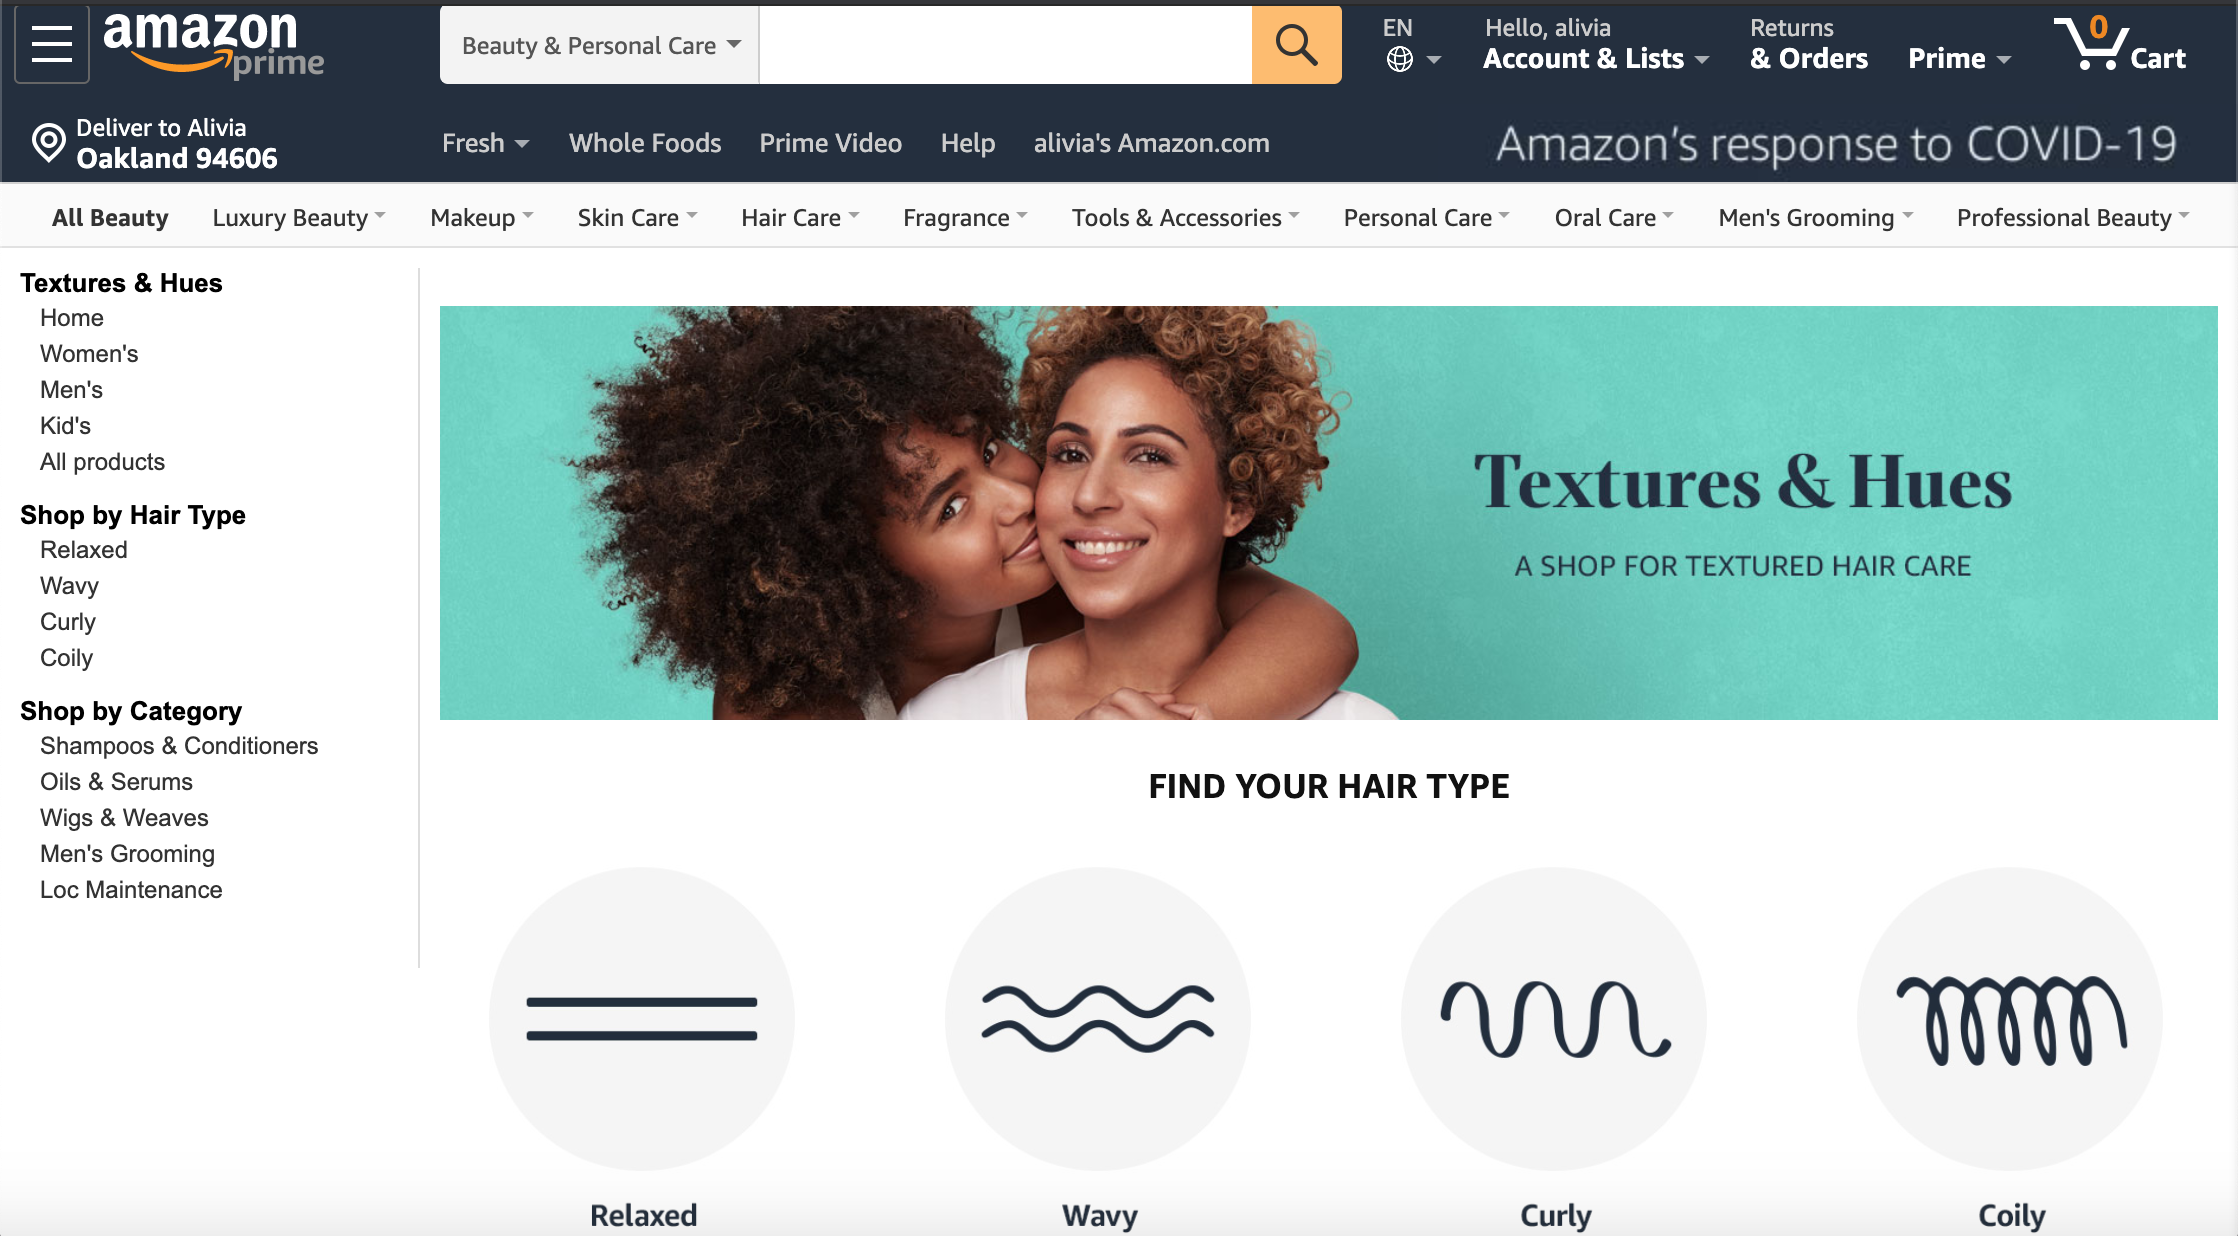 amazon prime
Beauty & Personal Care
EN
Hello, alivia
Account & Lists
Returns
& Orders
Prime
0
Cart
Deliver to Alivia
Oakland 94606
Fresh
Whole Foods
Prime Video
Help
alivia's Amazon.com
Amazon's response to COVID-19
All Beauty
Luxury Beauty
Makeup
Skin Care
Hair Care
Fragrance
Tools & Accessories
Personal Care
Oral Care
Men's Grooming
Professional Beauty
Textures & Hues
Home
Women's
Men's
Kid's
All products
Shop by Hair Type
Relaxed
Wavy
Curly
Coily
Shop by Category
Shampoos & Conditioners
Oils & Serums
Wigs & Weaves
Men's Grooming
Loc Maintenance
Textures & Hues
A SHOP FOR TEXTURED HAIR CARE
FIND YOUR HAIR TYPE
Relaxed
Wavy
Curly
Coily